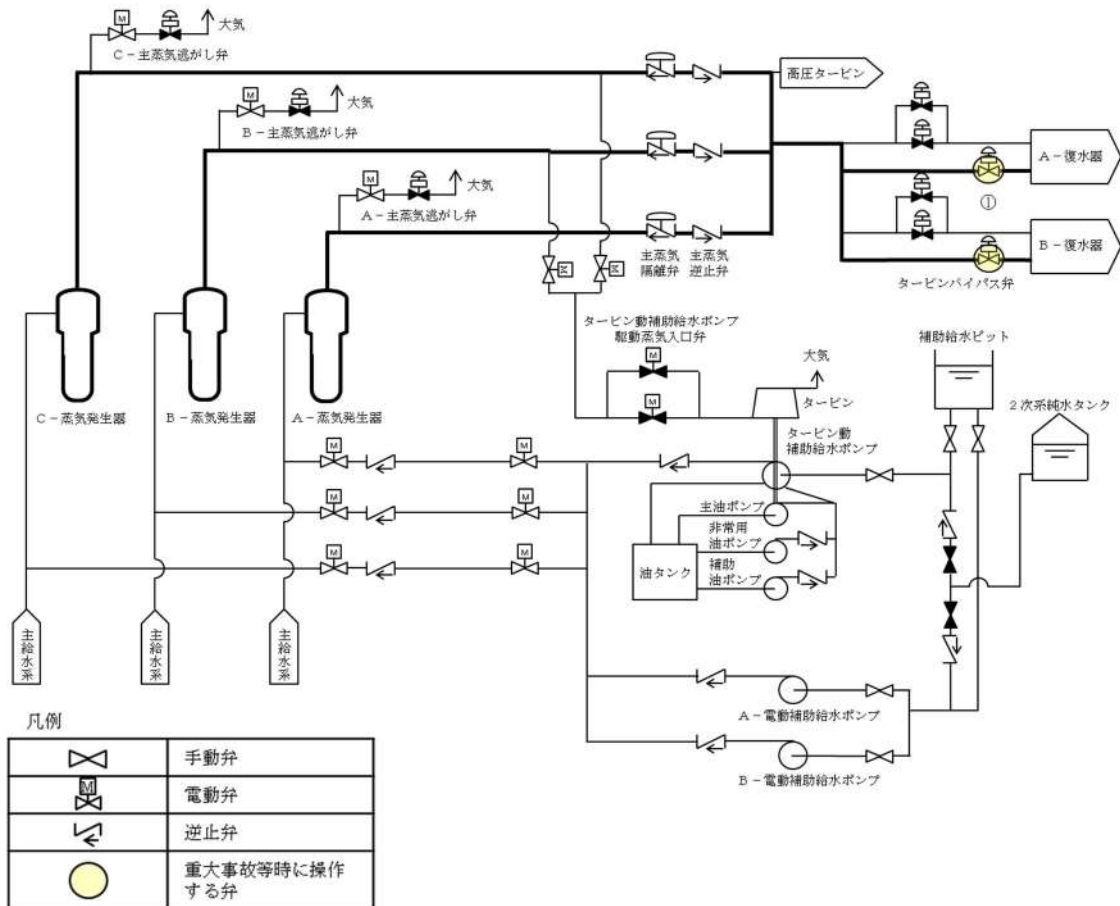 大気
C－主蒸気逃がし弁
大気
B－主蒸気逃がし弁
大気
A－主蒸気逃がし弁
高圧タービン
A－復水器
①
B－復水器
タービンバイパス弁
主蒸気
隔離弁
主蒸気
逆止弁
タービン動補助給水ポンプ
駆動蒸気入口弁
大気
タービン
タービン動
補助給水ポンプ
補助給水ピット
2次系純水タンク
C－蒸気発生器
B－蒸気発生器
A－蒸気発生器
主油ポンプ
非常用
油ポンプ
補助
油ポンプ
油タンク
主給水系
主給水系
主給水系
A－電動補助給水ポンプ
B－電動補助給水ポンプ
M
M
M
M
M
M
M
M
M
M
M
M
M
凡例
手動弁
M
電動弁
逆止弁
重大事故等時に操作
する弁